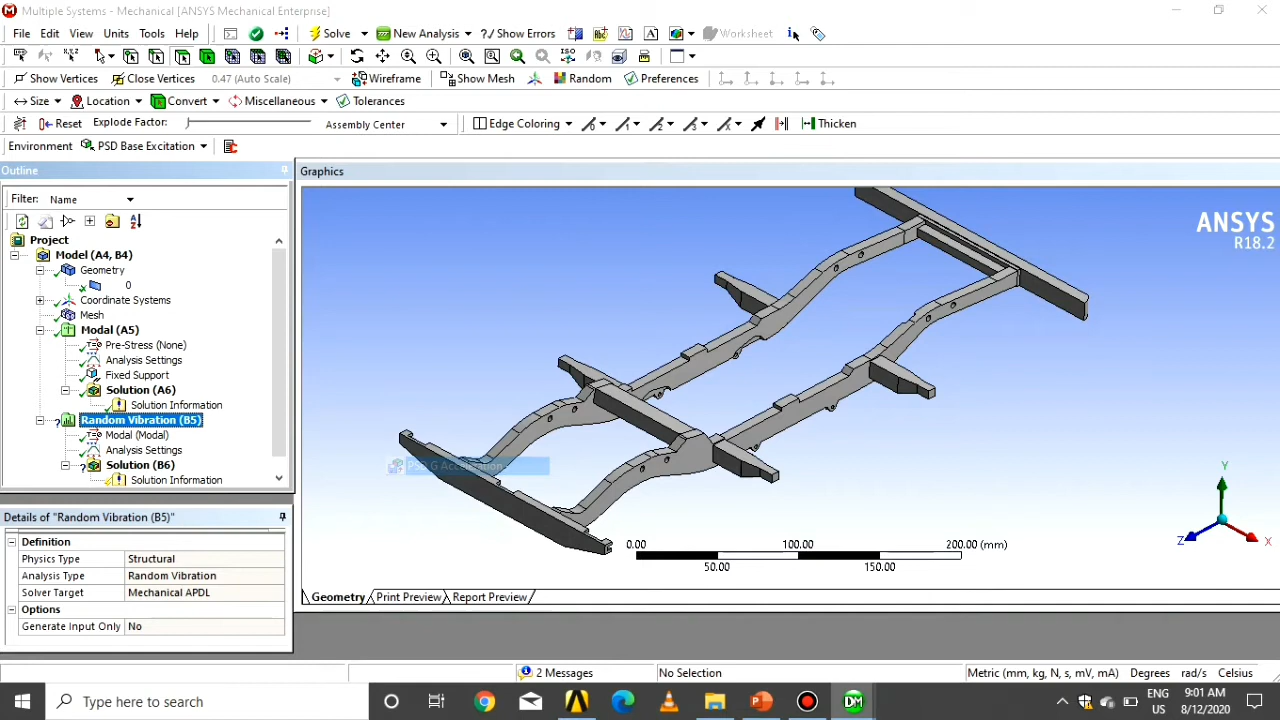 Multiple Systems - Mechanical [ANSYS Mechanical Enterprise]
File Edit View Units Tools Help Solve New Analysis ?/ Show Errors Worksheet
Show Vertices Close Vertices 0.47 (Auto Scale) Wireframe Show Mesh Random Preferences
Size Location Convert Miscellaneous Tolerances
Reset Explode Factor: Assembly Center Edge Coloring Thicken
Environment PSD Base Excitation
Outline
Filter: Name
Project
Model (A4, B4)
Geometry
0
Coordinate Systems
Mesh
Modal (A5)
Pre-Stress (None)
Analysis Settings
Fixed Support
Solution (A6)
Solution Information
Random Vibration (B5)
Modal (Modal)
Analysis Settings
Solution (B6)
Solution Information
Details of "Random Vibration (B5)"
Definition
Physics Type Structural
Analysis Type Random Vibration
Solver Target Mechanical APDL
Options
Generate Input Only No
Graphics
ANSYS
R18.2
PSD G Acceleration
Y
Z
X
0.00 100.00 200.00 (mm)
50.00 150.00
Geometry Print Preview Report Preview
2 Messages No Selection Metric (mm, kg, N, s, mV, mA) Degrees rad/s Celsius
Type here to search
DM
ENG
US
9:01 AM
8/12/2020